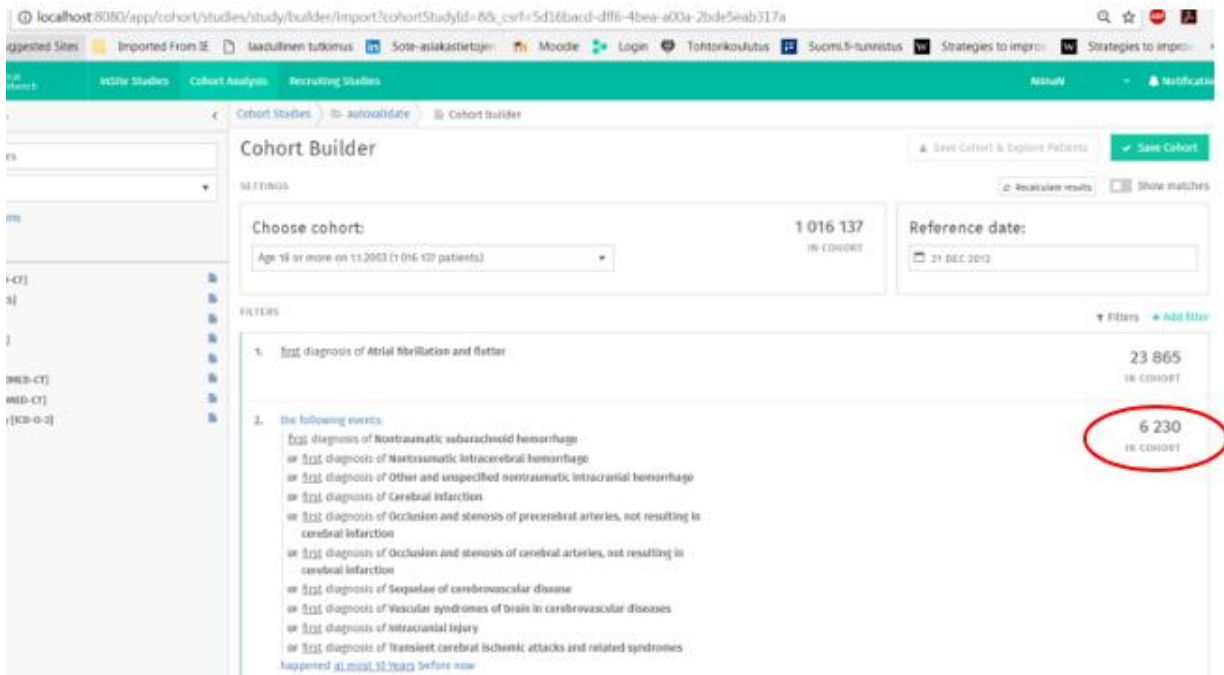 localhost:8080/app/cohort/studies/study/builder/import?cohortStudyId=8&_csrf=5d16bacd-dff6-4bea-a00a-2bde5eab317a
Suggested Sites Imported From IE laadullinen tutkimus Sote-asiakastietojen Moodle Login Tohtorikoulutus Suomi.fi-tunnistus Strategies to improv Strategies to improv
InSite Studies Cohort Analysis Recruiting Studies NiinaN Notificatio
Cohort Studies autovalidate Cohort builder
Cohort Builder
Save Cohort & Explore Patients Save Cohort
SETTINGS
Recalculate results Show matches
Choose cohort:
1 016 137
IN COHORT
Age 18 or more on 1.1.2003 (1 016 137 patients)
Reference date:
31 DEC 2012
FILTERS
Filters + Add filter
1. first diagnosis of Atrial fibrillation and flutter
23 865
IN COHORT
2. the following events:
6 230
IN COHORT
first diagnosis of Nontraumatic subarachnoid hemorrhage
or first diagnosis of Nontraumatic intracerebral hemorrhage
or first diagnosis of Other and unspecified nontraumatic intracranial hemorrhage
or first diagnosis of Cerebral infarction
or first diagnosis of Occlusion and stenosis of precerebral arteries, not resulting in
cerebral infarction
or first diagnosis of Occlusion and stenosis of cerebral arteries, not resulting in
cerebral infarction
or first diagnosis of Sequelae of cerebrovascular disease
or first diagnosis of Vascular syndromes of brain in cerebrovascular diseases
or first diagnosis of Intracranial injury
or first diagnosis of Transient cerebral ischemic attacks and related syndromes
happened at most 10 Years before now